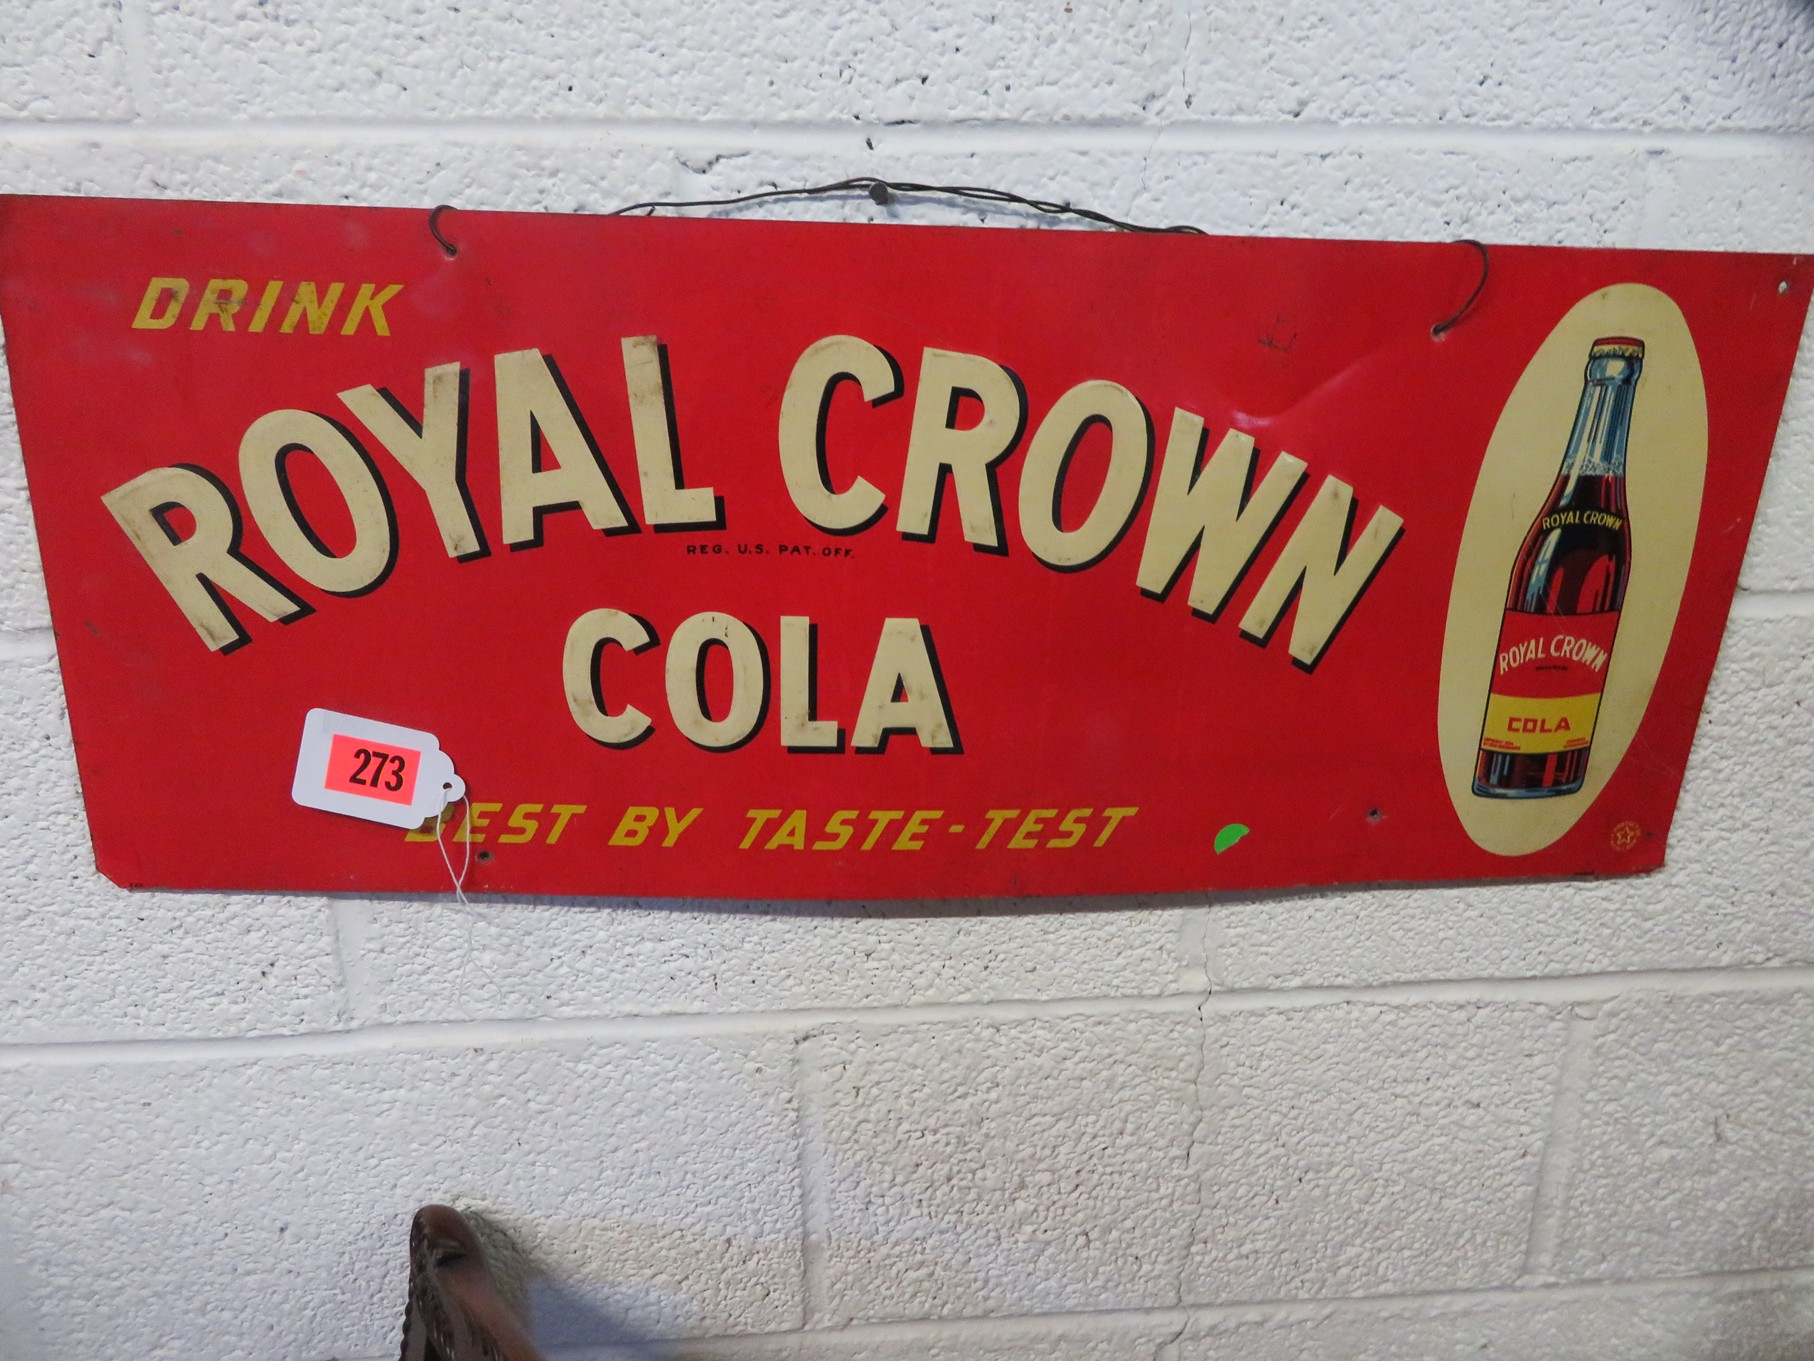 DRINK
ROYAL CROWN
REG. U.S. PAT. OFF.
COLA
273
BEST BY TASTE-TEST
ROYAL CROWN
ROYAL CROWN
COLA